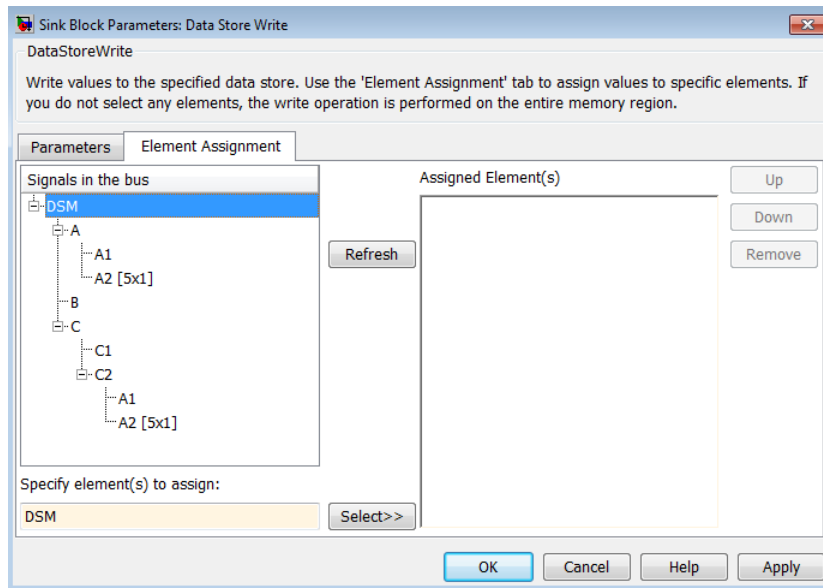 Sink Block Parameters: Data Store Write
DataStoreWrite
Write values to the specified data store. Use the 'Element Assignment' tab to assign values to specific elements. If
you do not select any elements, the write operation is performed on the entire memory region.
Parameters
Element Assignment
Signals in the bus
DSM
A
A1
A2 [5x1]
B
C
C1
C2
A1
A2 [5x1]
Specify element(s) to assign:
DSM
Refresh
Select>>
Assigned Element(s)
Up
Down
Remove
OK
Cancel
Help
Apply